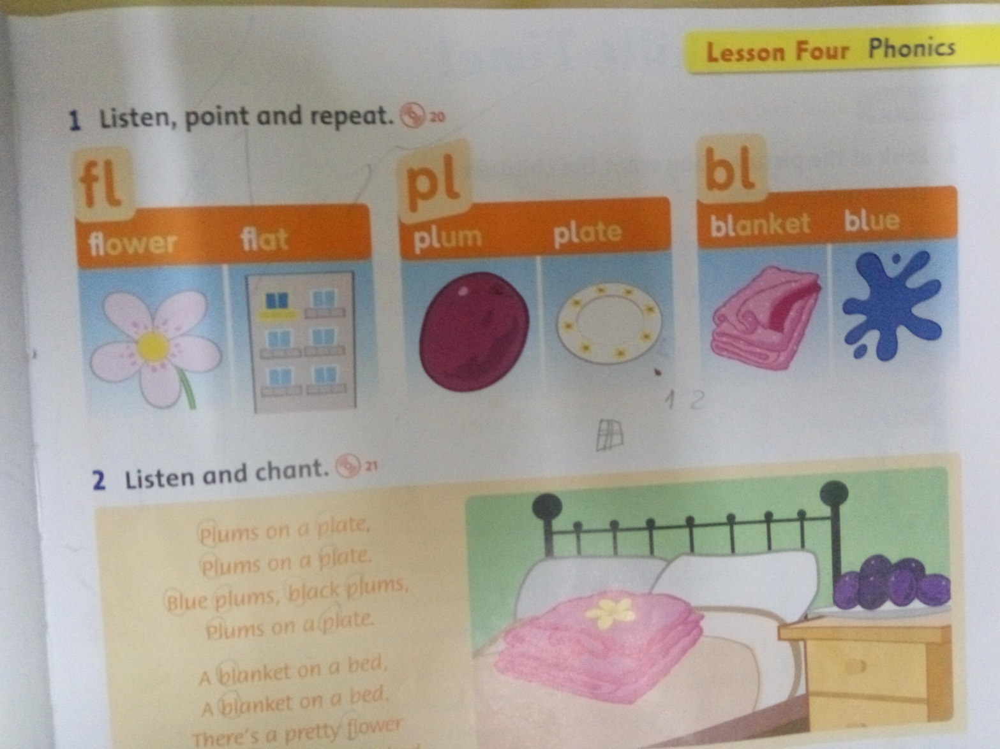 Lesson Four Phonics
1 Listen, point and repeat. 20
fl
flower flat
pl
plum plate
bl
blanket blue
1 2
2 Listen and chant. 21
Plums on a plate,
Plums on a plate.
Blue plums, black plums,
Plums on a plate.
A blanket on a bed,
A blanket on a bed.
There's a pretty flower